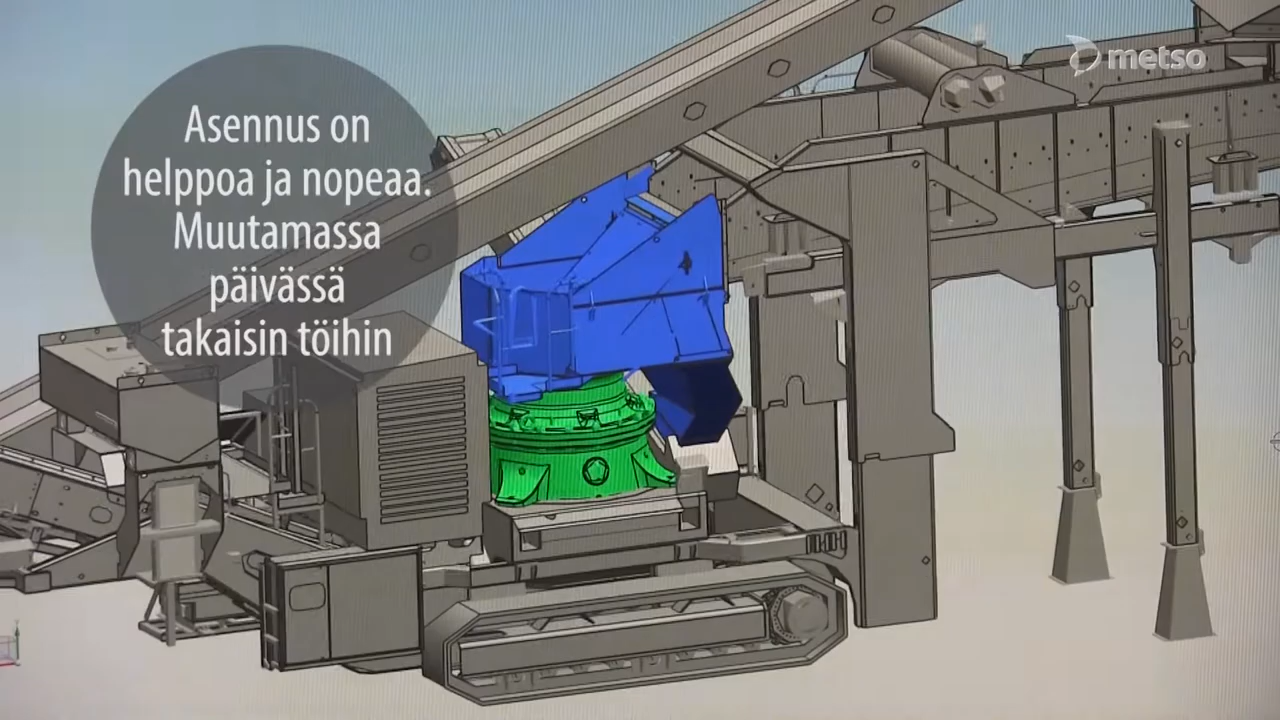 metso
Asennus on
helppoa ja nopeaa.
Muutamassa
päivässä
takaisin töihin